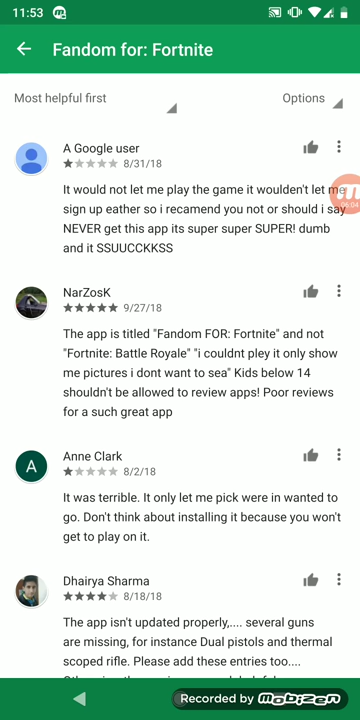 11:53
Fandom for: Fortnite
Most helpful first
Options
A Google user
8/31/18
It would not let me play the game it woulden't let me
sign up eather so i recamend you not or should i say
NEVER get this app its super super SUPER! dumb
and it SSUUCCKKSS
06:04
NarZosK
9/27/18
The app is titled "Fandom FOR: Fortnite" and not
"Fortnite: Battle Royale" "i couldnt pley it only show
me pictures i dont want to sea" Kids below 14
shouldn't be allowed to review apps! Poor reviews
for a such great app
A
Anne Clark
8/2/18
It was terrible. It only let me pick were in wanted to
go. Don't think about installing it because you won't
get to play on it.
Dhairya Sharma
8/18/18
The app isn't updated properly,.... several guns
are missing, for instance Dual pistols and thermal
scoped rifle. Please add these entries too....
Recorded by mobizen